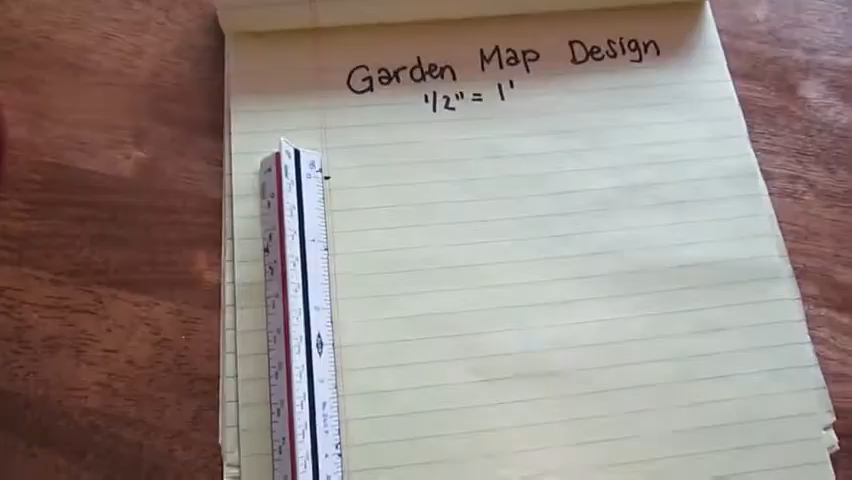 Garden Map Design
1/2" = 1'